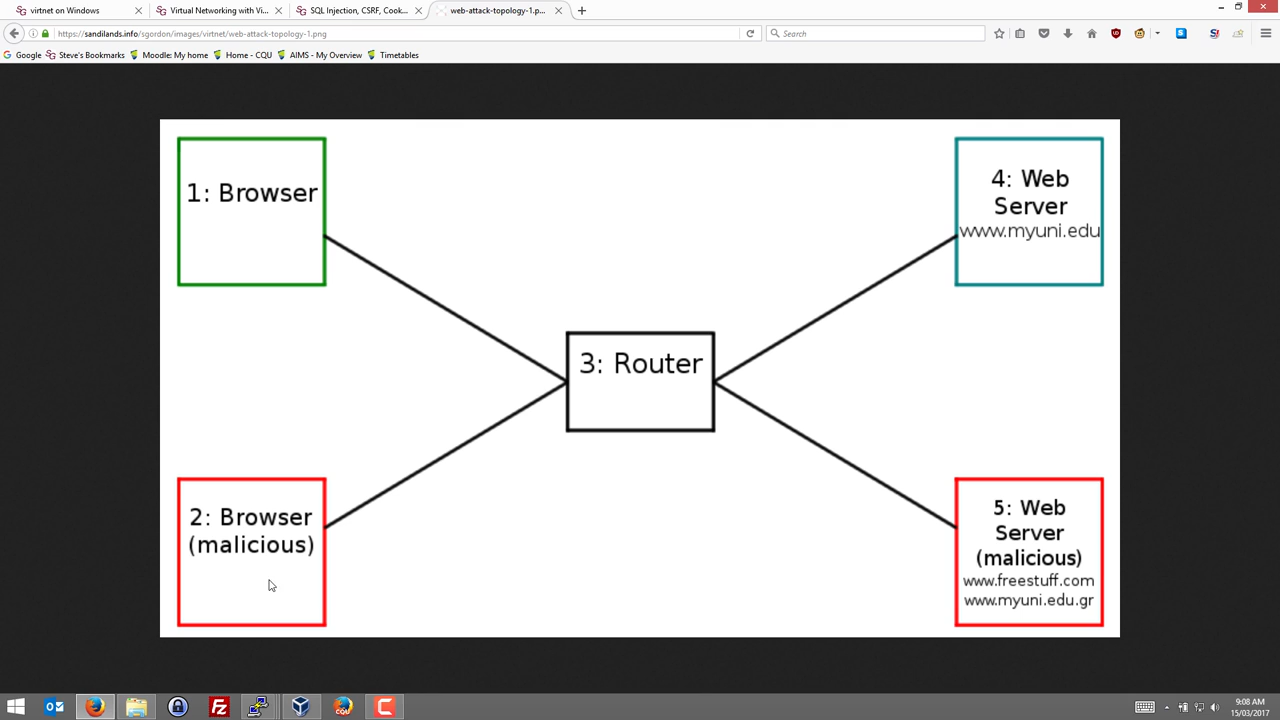 virtnet on Windows
Virtual Networking with Vi...
SQL Injection, CSRF, Cook...
web-attack-topology-1.p...
https://sandilands.info/sgordon/images/virtnet/web-attack-topology-1.png
Search
Google
Steve's Bookmarks
Moodle: My home
Home - CQU
AIMS - My Overview
Timetables
1: Browser
4: Web
Server
www.myuni.edu
3: Router
2: Browser
(malicious)
5: Web
Server
(malicious)
www.freestuff.com
www.myuni.edu.gr
CQU
9:08 AM
15/03/2017